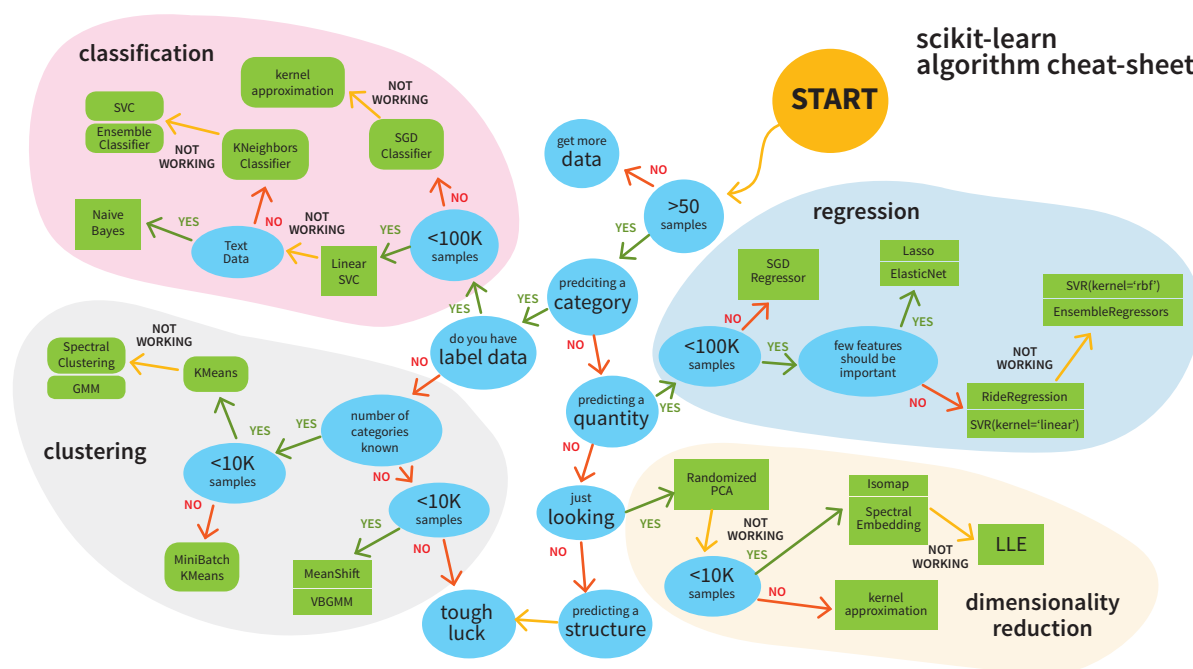 scikit-learn
algorithm cheat-sheet
classification
kernel
approximation
NOT
WORKING
START
SVC
Ensemble
Classifier
NOT
WORKING
KNeighbors
Classifier
SGD
Classifier
get more
data
NO
NO
>50
samples
Naive
Bayes
YES
Text
Data
NO
NOT
WORKING
Linear
SVC
YES
<100K
samples
YES
regression
SGD
Regressor
Lasso
ElasticNet
SVR(kernel=‘rbf’)
EnsembleRegressors
YES
YES
predciting a
category
NO
do you have
label data
NO
NO
<100K
samples
YES
YES
few features
should be
important
NOT
WORKING
NO
RideRegression
SVR(kernel=‘linear’)
predicting a
quantity
YES
NO
Spectral
Clustering
GMM
NOT
WORKING
KMeans
YES
YES
number of
categories
known
NO
clustering
<10K
samples
NO
<10K
samples
YES
NO
MiniBatch
KMeans
MeanShift
VBGMM
just
looking
YES
NO
Randomized
PCA
NOT
WORKING
Isomap
Spectral
Embedding
YES
NOT
WORKING
LLE
<10K
samples
NO
kernel
approximation
dimensionality
reduction
tough
luck
predicting a
structure